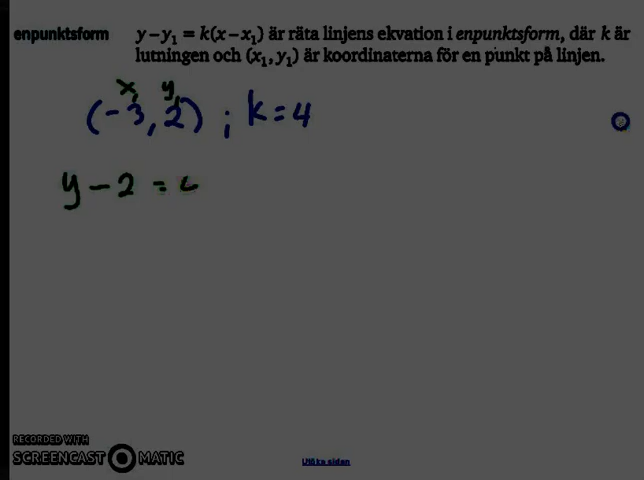 enpunktsform y – y₁ = k(x – x₁) är räta linjens ekvation i enpunktsform, där k är
lutningen och (x₁, y₁) är koordinaterna för en punkt på linjen.
x₁ y₁
(-3, 2) ; k = 4
y - 2 =
RECORDED WITH
SCREENCAST MATIC
Utöka sidan